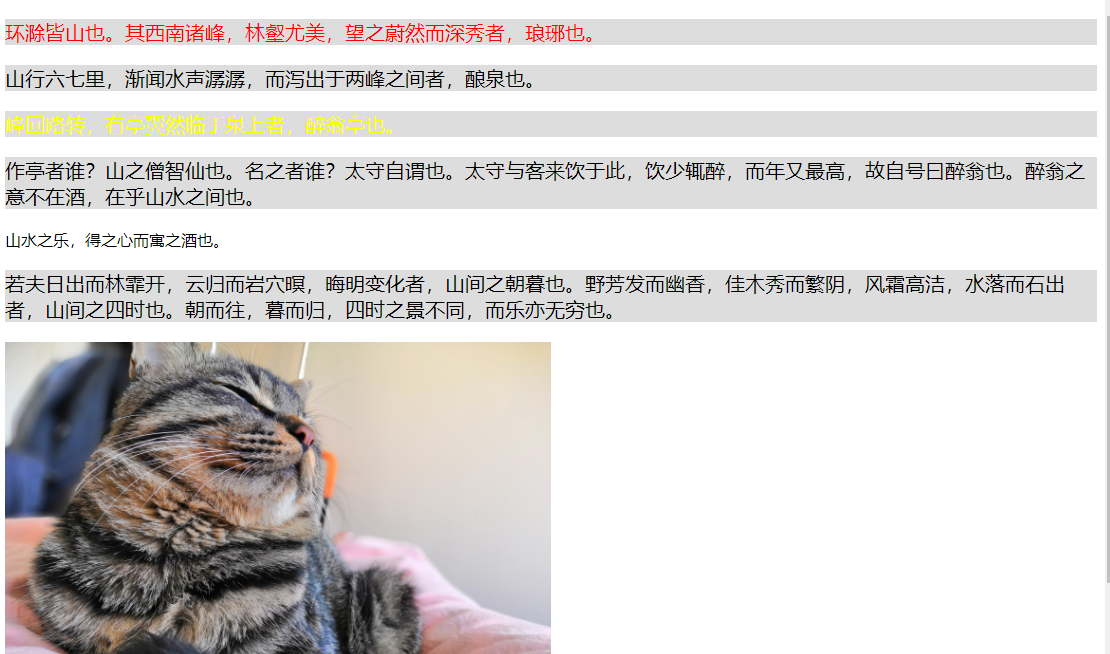 环滁皆山也。其西南诸峰，林壑尤美，望之蔚然而深秀者，琅琊也。
山行六七里，渐闻水声潺潺，而泻出于两峰之间者，酿泉也。
峰回路转，有亭翼然临于泉上者，醉翁亭也。
作亭者谁？山之僧智仙也。名之者谁？太守自谓也。太守与客来饮于此，饮少辄醉，而年又最高，故自号曰醉翁也。醉翁之
意不在酒，在乎山水之间也。
山水之乐，得之心而寓之酒也。
若夫日出而林霏开，云归而岩穴暝，晦明变化者，山间之朝暮也。野芳发而幽香，佳木秀而繁阴，风霜高洁，水落而石出
者，山间之四时也。朝而往，暮而归，四时之景不同，而乐亦无穷也。